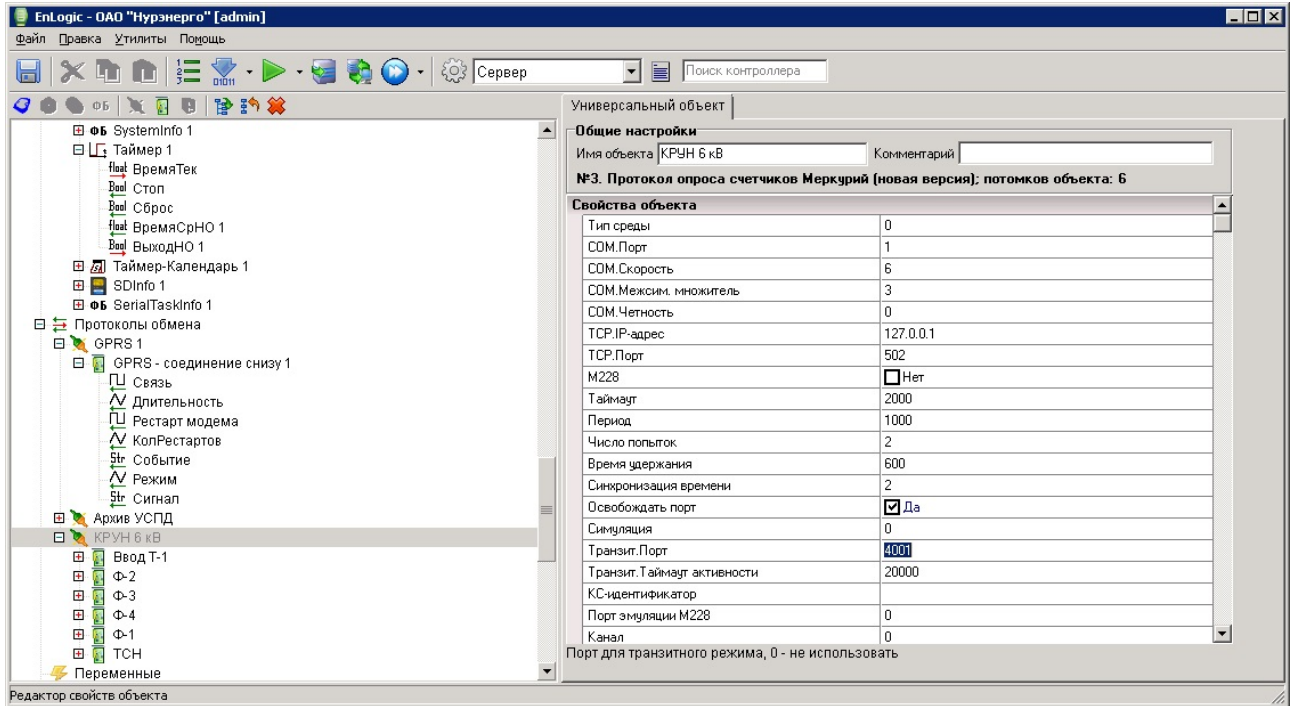 EnLogic - ОАО "Нурэнерго" [admin]
Файл Правка Утилиты Помощь
Сервер Поиск контроллера
ФБ
ФБ SystemInfo 1
Таймер 1
float ВремяТек
Bool Стоп
Bool Сброс
float ВремяСрНО 1
Bool ВыходНО 1
Таймер-Календарь 1
SDInfo 1
ФБ SerialTaskInfo 1
Протоколы обмена
GPRS 1
GPRS - соединение снизу 1
Связь
Длительность
Рестарт модема
КолРестартов
Str Событие
Режим
Str Сигнал
Архив УСПД
КРУН 6 кВ
Ввод Т-1
Ф-2
Ф-3
Ф-4
Ф-1
ТСН
Переменные
Универсальный объект
Общие настройки
Имя объекта КРУН 6 кВ Комментарий
№3. Протокол опроса счетчиков Меркурий (новая версия); потомков объекта: 6
Свойства объекта
Тип среды 0
COM.Порт 1
COM.Скорость 6
COM.Межсим. множитель 3
COM.Четность 0
TCP.IP-адрес 127.0.0.1
TCP.Порт 502
M228 Нет
Таймаут 2000
Период 1000
Число попыток 2
Время удержания 600
Синхронизация времени 2
Освобождать порт Да
Симуляция 0
Транзит.Порт 4001
Транзит.Таймаут активности 20000
КС-идентификатор
Порт эмуляции M228 0
Канал 0
Порт для транзитного режима, 0 - не использовать
Редактор свойств объекта